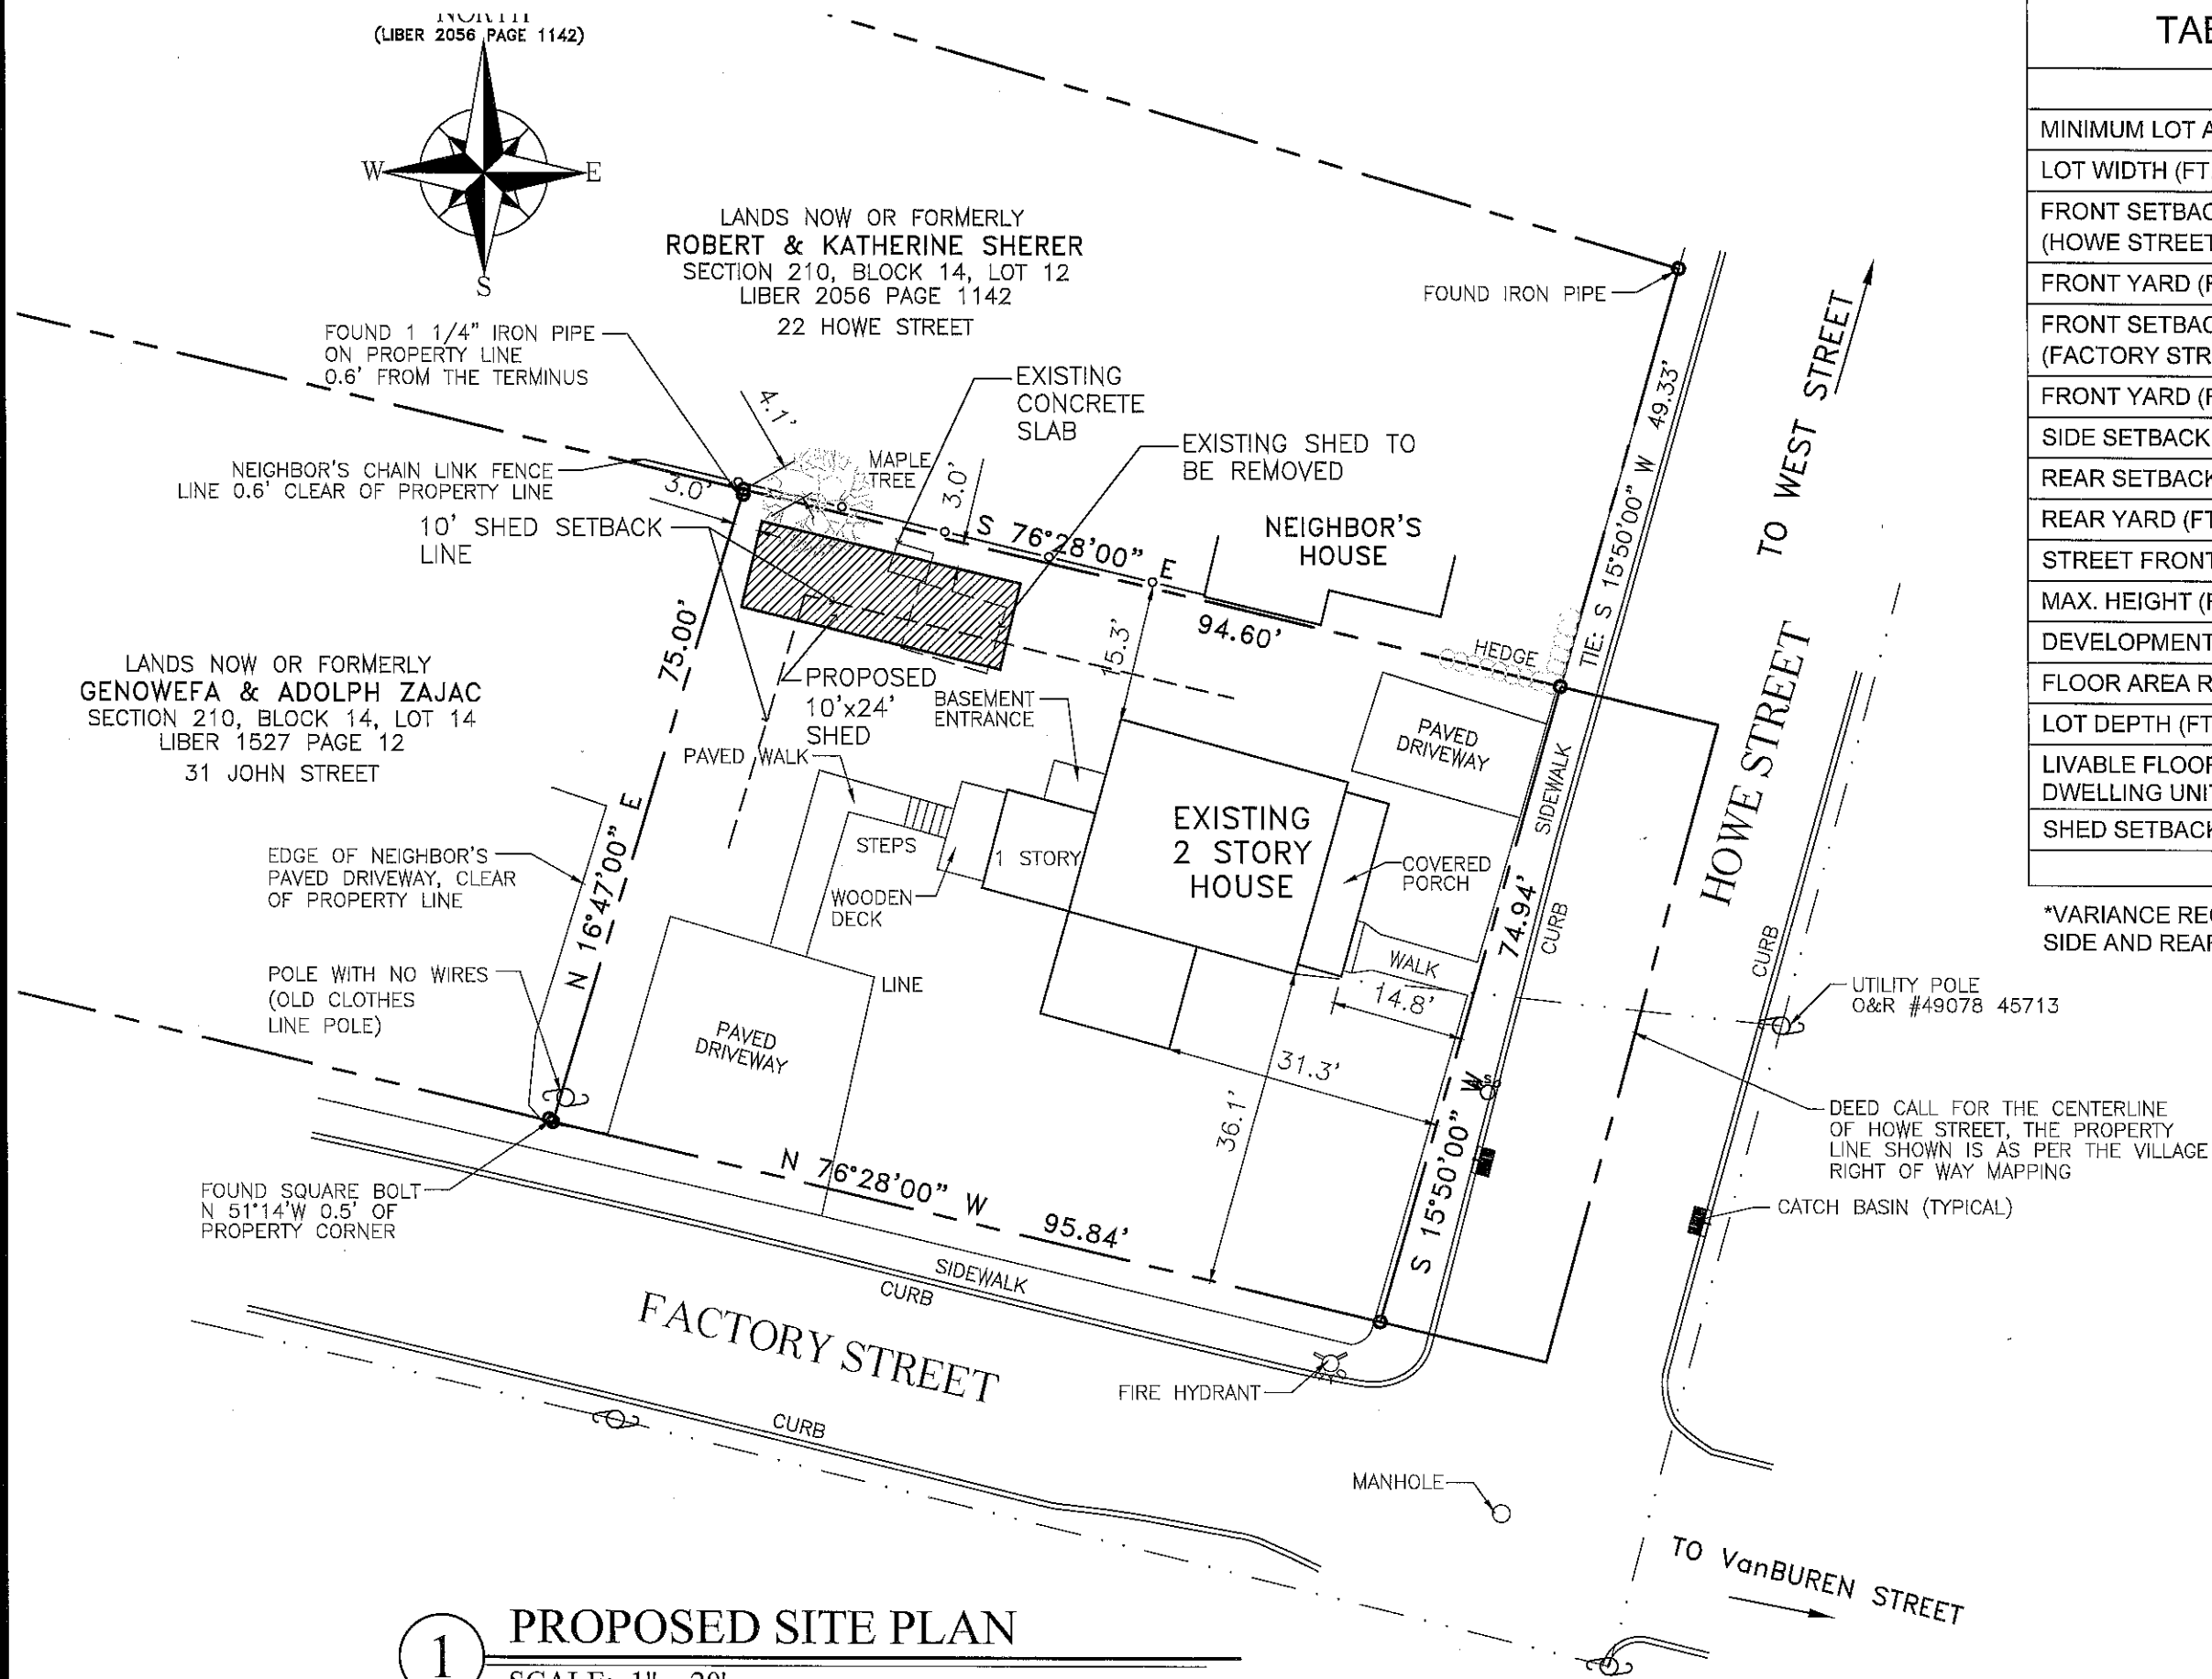 NORTH
(LIBER 2056 PAGE 1142)
W
E
S
LANDS NOW OR FORMERLY
ROBERT & KATHERINE SHERER
SECTION 210, BLOCK 14, LOT 12
LIBER 2056 PAGE 1142
22 HOWE STREET
FOUND IRON PIPE
FOUND 1 1/4" IRON PIPE
ON PROPERTY LINE
0.6' FROM THE TERMINUS
4.1'
EXISTING
CONCRETE
SLAB
EXISTING SHED TO
BE REMOVED
MAPLE
TREE
NEIGHBOR'S CHAIN LINK FENCE
LINE 0.6' CLEAR OF PROPERTY LINE
3.0'
3.0'
10' SHED SETBACK
LINE
S 76°28'00" E
94.60'
NEIGHBOR'S
HOUSE
TIE: S 15°50'00" W 49.33'
TO WEST STREET
HOWE STREET
HEDGE
75.00'
N 16°47'00" E
15.3'
LANDS NOW OR FORMERLY
GENOWEFA & ADOLPH ZAJAC
SECTION 210, BLOCK 14, LOT 14
LIBER 1527 PAGE 12
31 JOHN STREET
PROPOSED
10'x24'
SHED
BASEMENT
ENTRANCE
PAVED WALK
PAVED
DRIVEWAY
SIDEWALK
EXISTING
2 STORY
HOUSE
STEPS
1 STORY
COVERED
PORCH
WOODEN
DECK
EDGE OF NEIGHBOR'S
PAVED DRIVEWAY, CLEAR
OF PROPERTY LINE
74.94'
CURB
CURB
WALK
14.8'
LINE
POLE WITH NO WIRES
(OLD CLOTHES
LINE POLE)
UTILITY POLE
O&R #49078 45713
PAVED
DRIVEWAY
31.3'
36.1'
S 15°50'00" W
DEED CALL FOR THE CENTERLINE
OF HOWE STREET, THE PROPERTY
LINE SHOWN IS AS PER THE VILLAGE
RIGHT OF WAY MAPPING
CATCH BASIN (TYPICAL)
FOUND SQUARE BOLT
N 51°14'W 0.5' OF
PROPERTY CORNER
N 76°28'00" W
95.84'
SIDEWALK
CURB
FACTORY STREET
FIRE HYDRANT
CURB
MANHOLE
TO VanBUREN STREET
1
PROPOSED SITE PLAN
SCALE: 1" 20'
TAB
MINIMUM LOT A
LOT WIDTH (FT
FRONT SETBAC
(HOWE STREET
FRONT YARD (F
FRONT SETBAC
(FACTORY STR
FRONT YARD (F
SIDE SETBACK
REAR SETBACK
REAR YARD (FT
STREET FRONT
MAX. HEIGHT (F
DEVELOPMENT
FLOOR AREA R
LOT DEPTH (FT
LIVABLE FLOOR
DWELLING UNIT
SHED SETBACK
*VARIANCE REQ
SIDE AND REAR